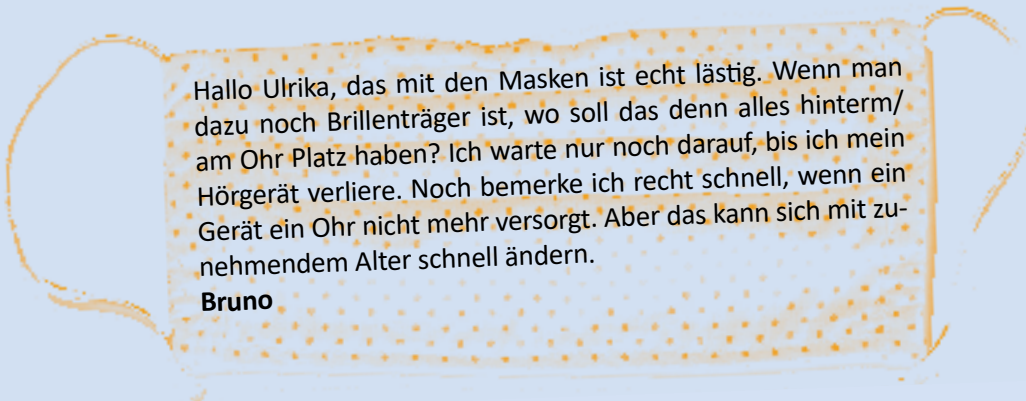 Hallo Ulrika, das mit den Masken ist echt lästig. Wenn man
dazu noch Brillenträger ist, wo soll das denn alles hinterm/
am Ohr Platz haben? Ich warte nur noch darauf, bis ich mein
Hörgerät verliere. Noch bemerke ich recht schnell, wenn ein
Gerät ein Ohr nicht mehr versorgt. Aber das kann sich mit zu-
nehmendem Alter schnell ändern.
Bruno